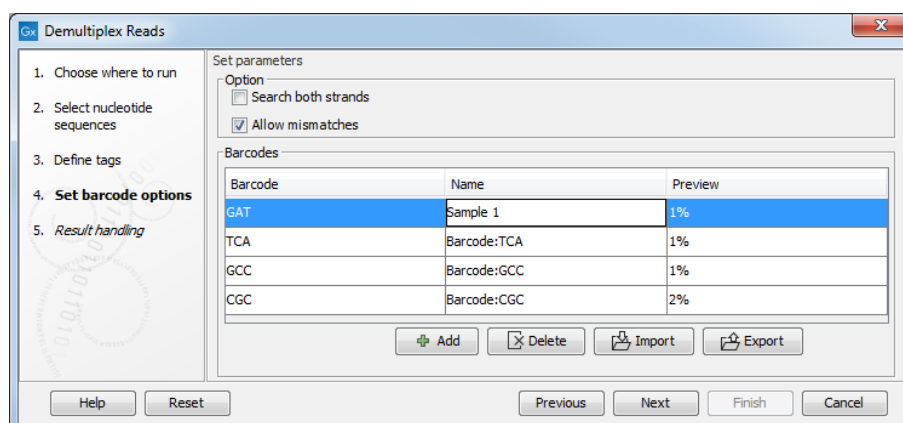 Gx Demultiplex Reads
1. Choose where to run
2. Select nucleotide
sequences
3. Define tags
4. Set barcode options
5. Result handling
Set parameters
Option
Search both strands
Allow mismatches
Barcodes
Barcode Name Preview
GAT Sample 1 1%
TCA Barcode:TCA 1%
GCC Barcode:GCC 1%
CGC Barcode:CGC 2%
Add Delete Import Export
Help Reset Previous Next Finish Cancel